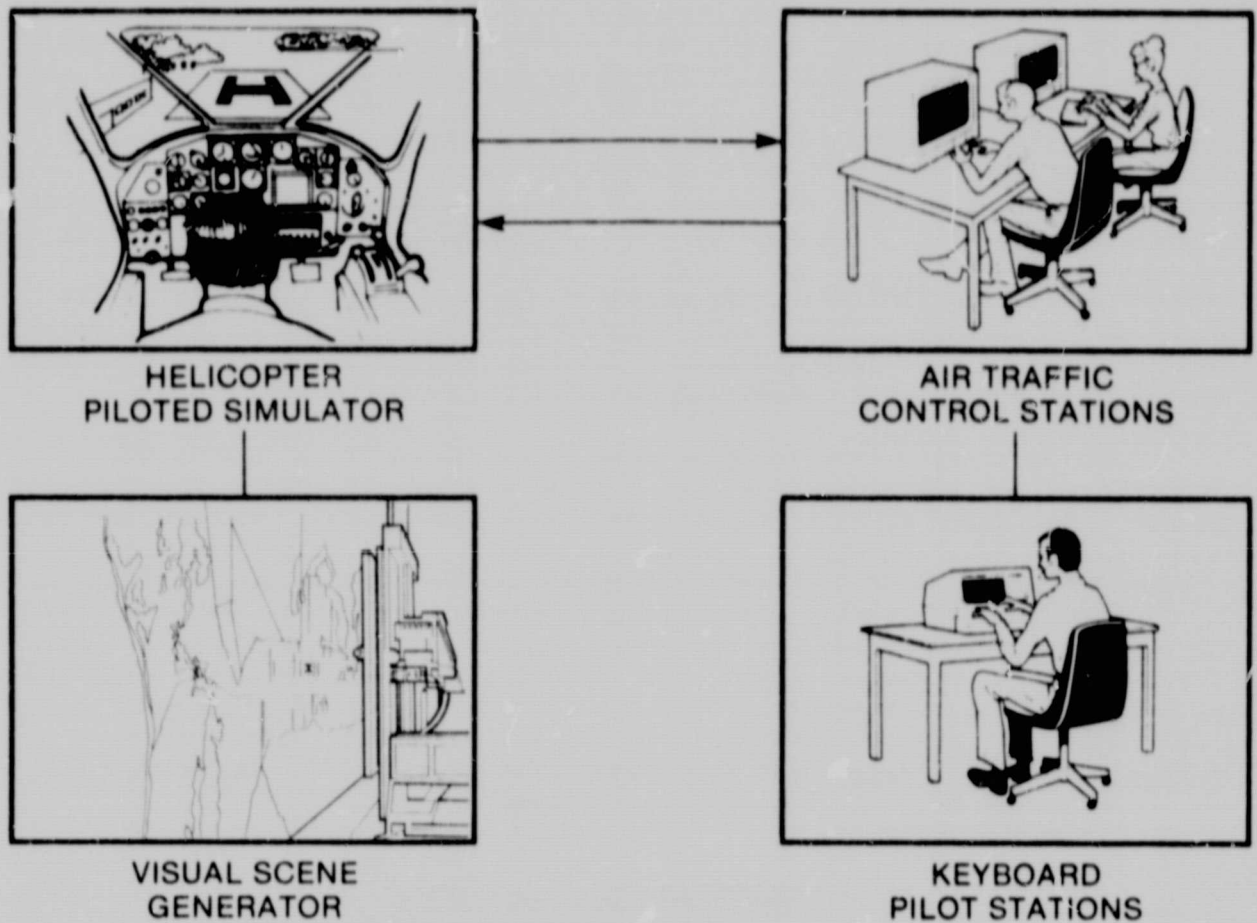 HELICOPTER
PILOTED SIMULATOR
AIR TRAFFIC
CONTROL STATIONS
VISUAL SCENE
GENERATOR
KEYBOARD
PILOT STATIONS